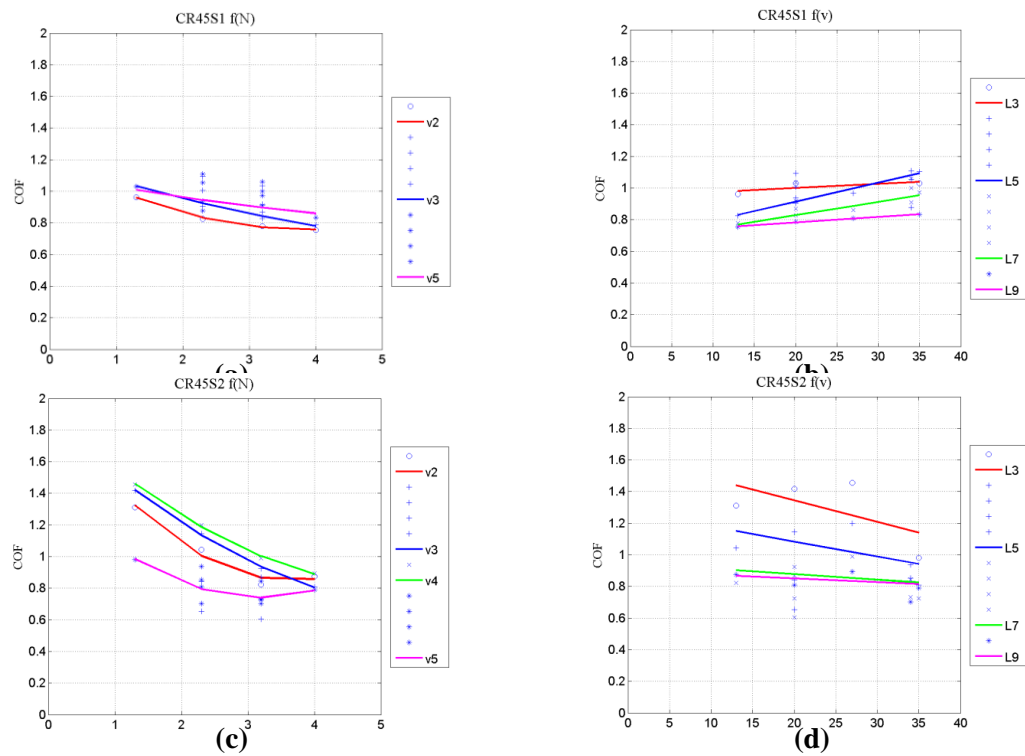 CR45S1 f(N)
2
1.8
1.6
1.4
1.2
1
0.8
0.6
0.4
0.2
0
COF
0 1 2 3 4 5
v2
v3
v5
(a)
CR45S1 f(v)
2
1.8
1.6
1.4
1.2
1
0.8
0.6
0.4
0.2
0
COF
0 5 10 15 20 25 30 35 40
L3
L5
L7
L9
(b)
CR45S2 f(N)
2
1.8
1.6
1.4
1.2
1
0.8
0.6
0.4
0.2
0
COF
0 1 2 3 4 5
v2
v3
v4
v5
(c)
CR45S2 f(v)
2
1.8
1.6
1.4
1.2
1
0.8
0.6
0.4
0.2
0
COF
0 5 10 15 20 25 30 35 40
L3
L5
L7
L9
(d)